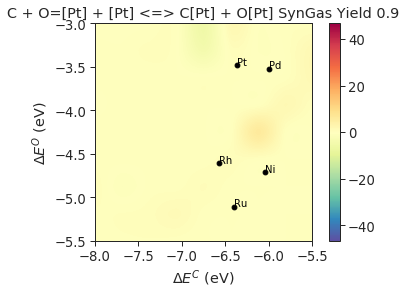 C + O=[Pt] + [Pt] <=> C[Pt] + O[Pt] SynGas Yield 0.9
−3.0
−3.5
−4.0
−4.5
−5.0
−5.5
ΔE^O (eV)
Pt
Pd
Rh
Ni
Ru
−8.0 −7.5 −7.0 −6.5 −6.0 −5.5
ΔE^C (eV)
40
20
0
−20
−40